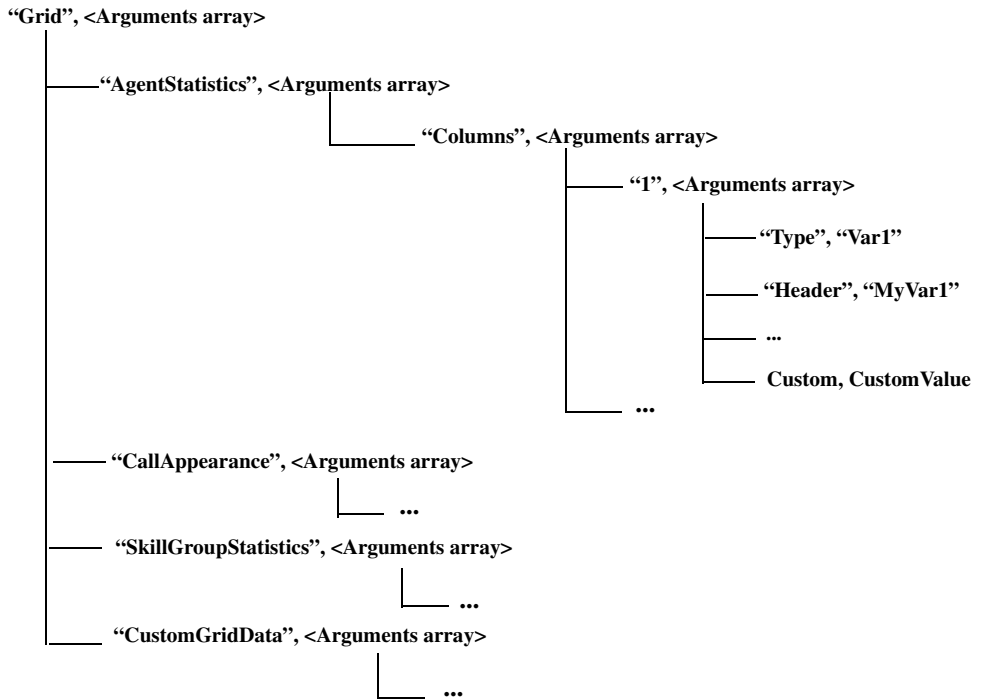 “Grid”, <Arguments array>
“AgentStatistics”, <Arguments array>
“Columns”, <Arguments array>
“1”, <Arguments array>
“Type”, “Var1”
“Header”, “MyVar1”
...
Custom, CustomValue
...
“CallAppearance”, <Arguments array>
...
“SkillGroupStatistics”, <Arguments array>
...
“CustomGridData”, <Arguments array>
...